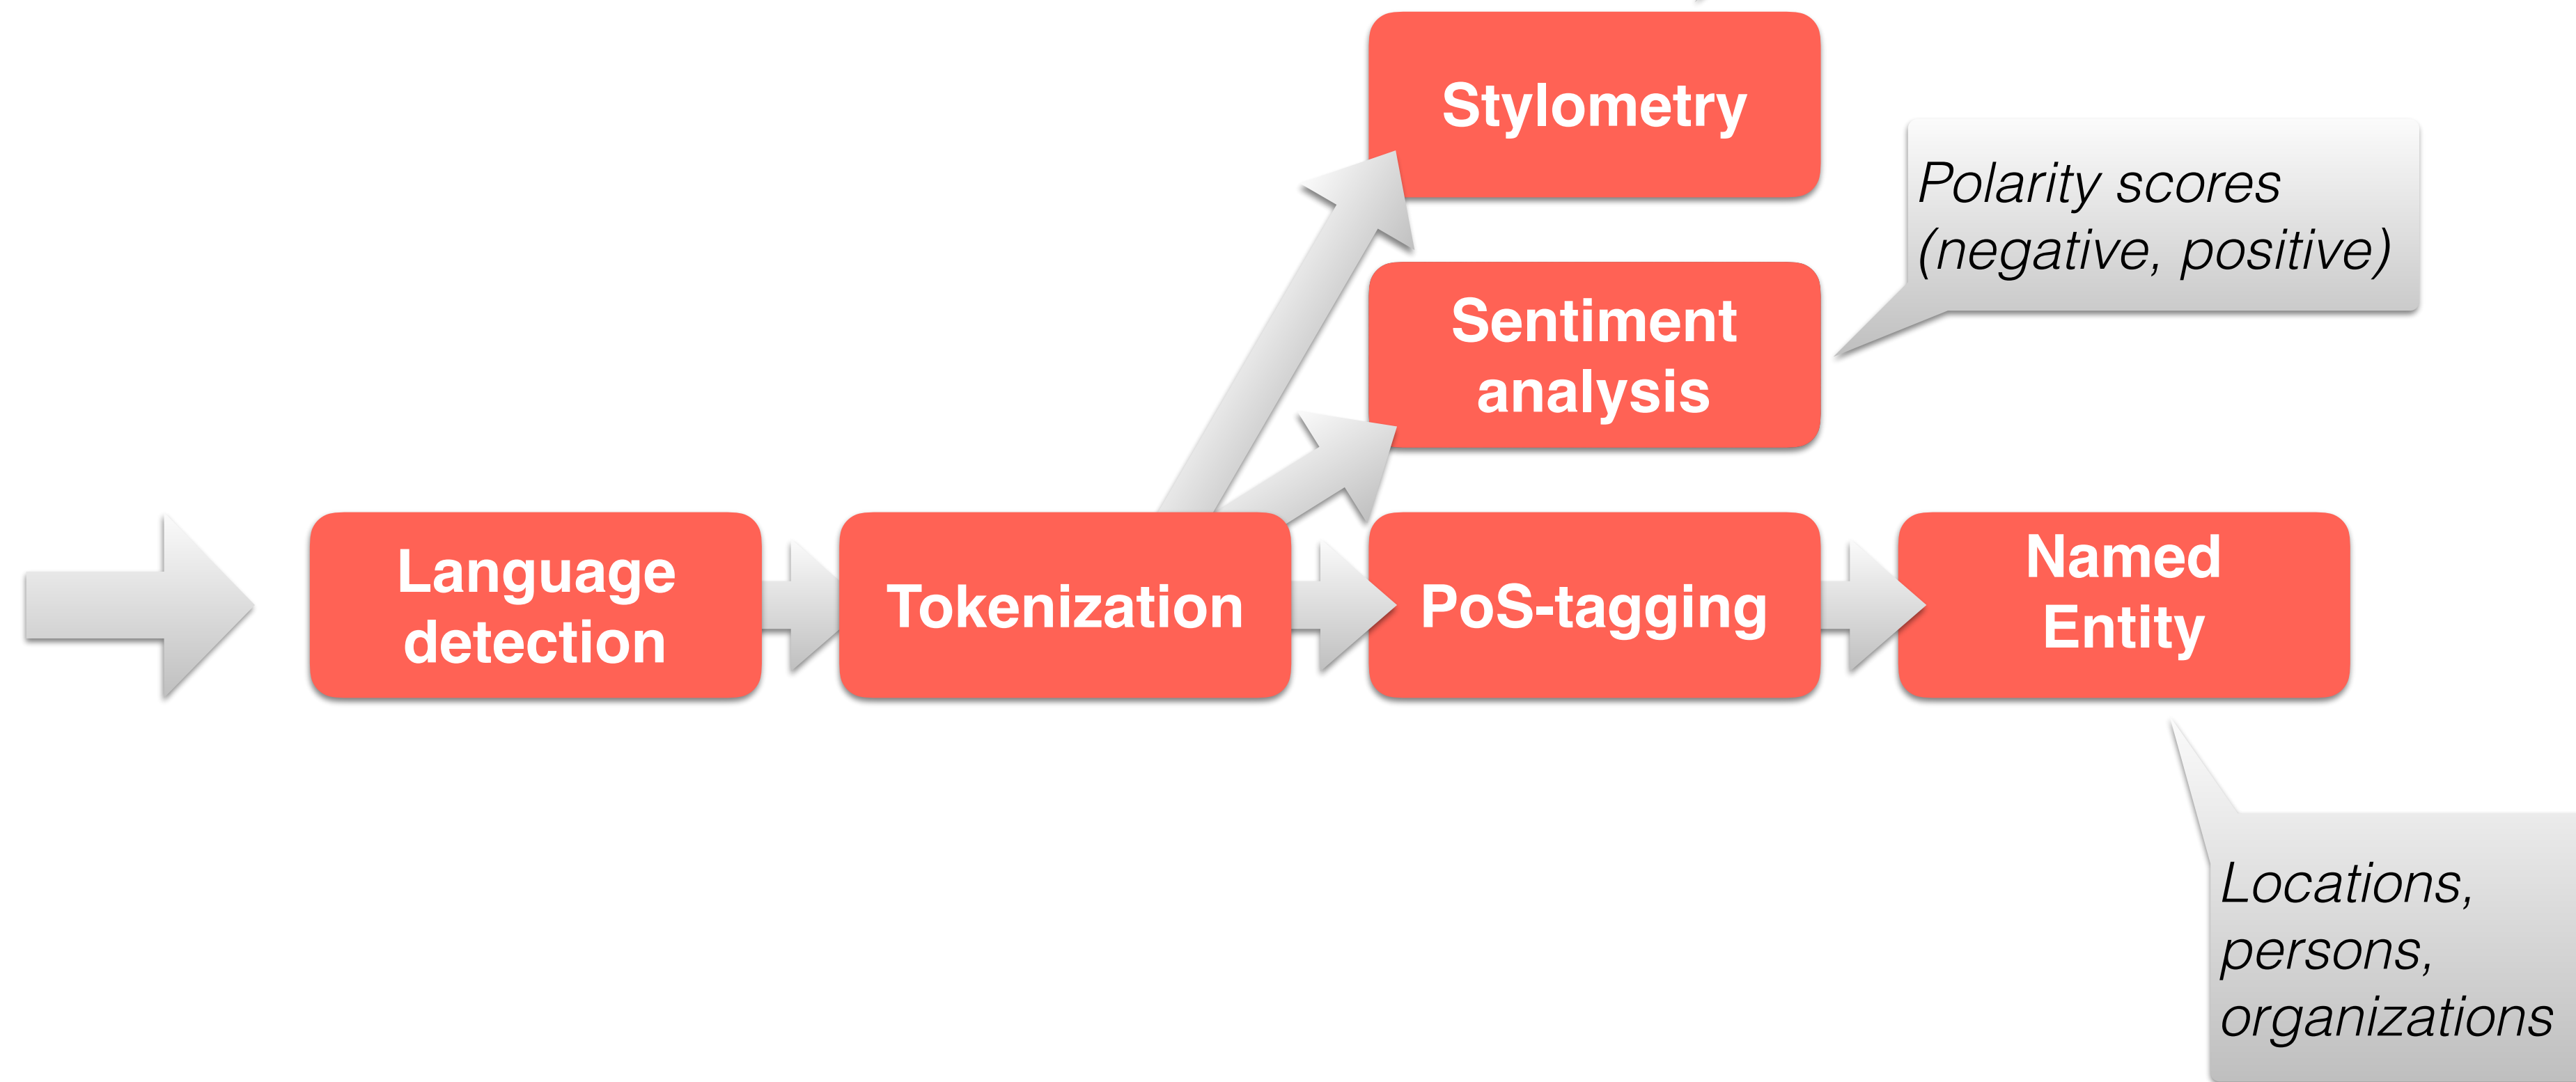 Stylometry
Polarity scores
(negative, positive)
Sentiment
analysis
Language
detection
Tokenization
PoS-tagging
Named
Entity
Locations,
persons,
organizations